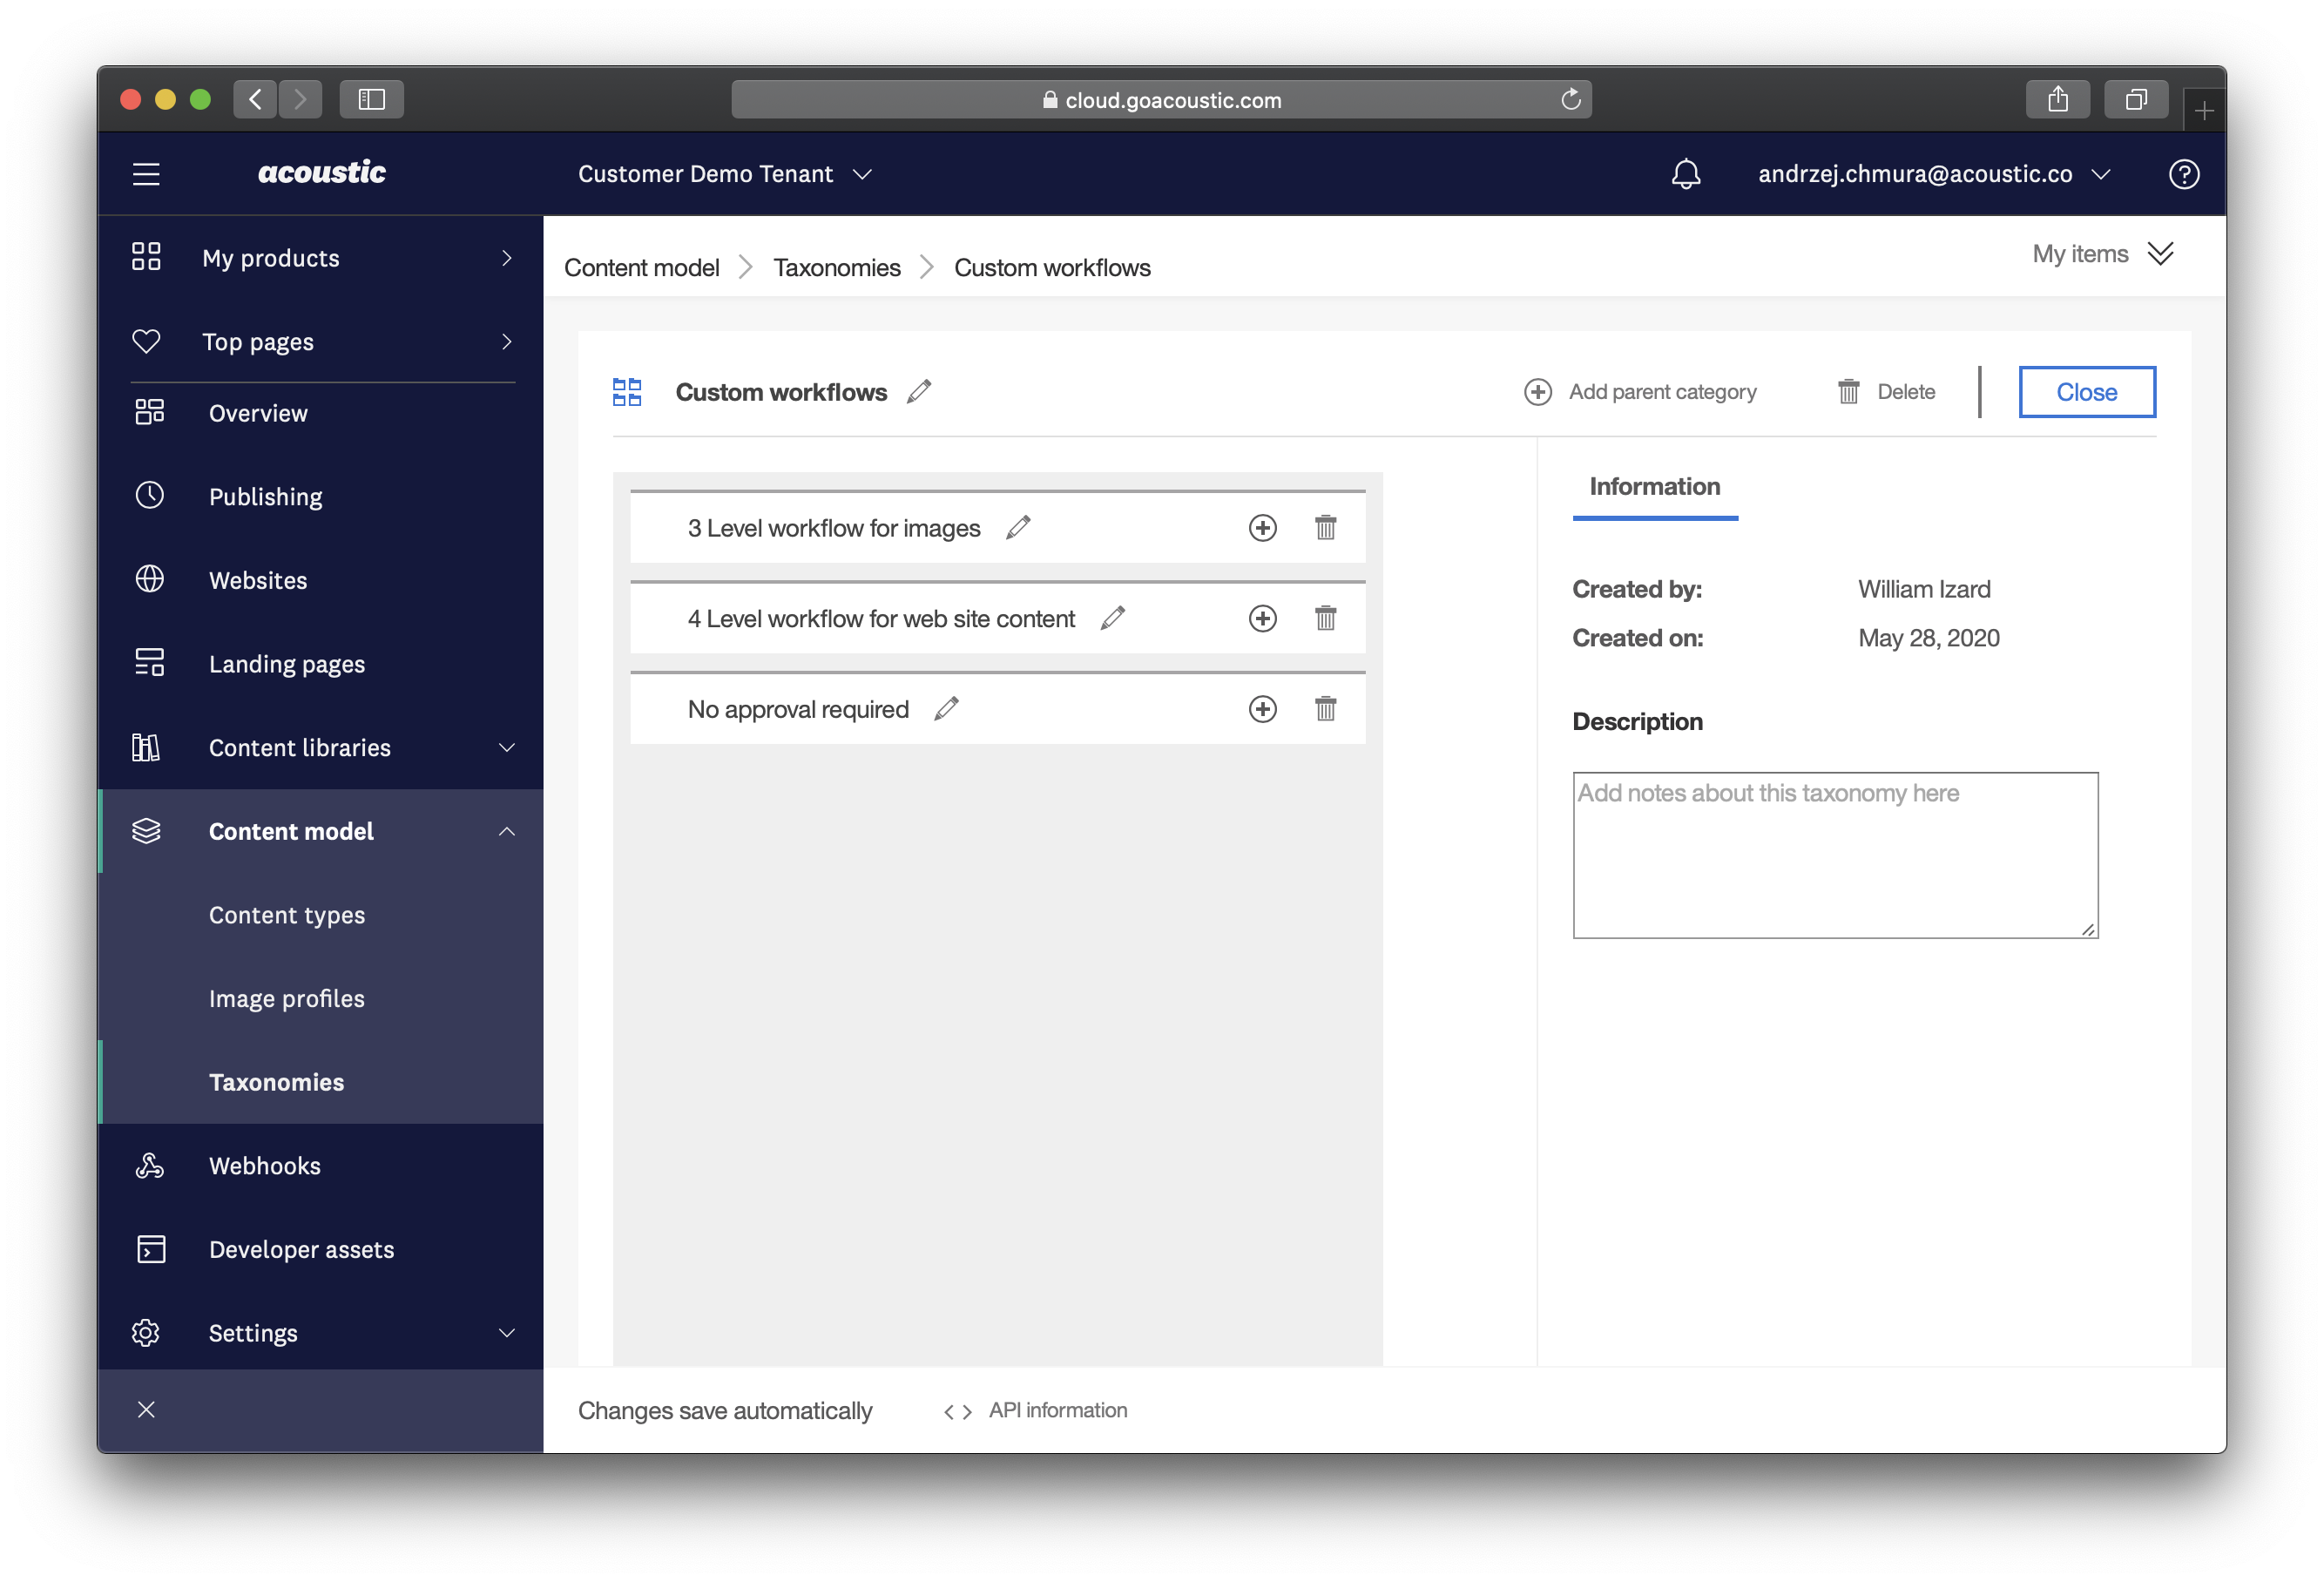 cloud.goacoustic.com
acoustic
Customer Demo Tenant
andrzej.chmura@acoustic.co
My products
Top pages
Overview
Publishing
Websites
Landing pages
Content libraries
Content model
Content types
Image profiles
Taxonomies
Webhooks
Developer assets
Settings
Content model > Taxonomies > Custom workflows
My items
Custom workflows
Add parent category
Delete
Close
3 Level workflow for images
4 Level workflow for web site content
No approval required
Information
Created by: William Izard
Created on: May 28, 2020
Description
Add notes about this taxonomy here
Changes save automatically
< > API information